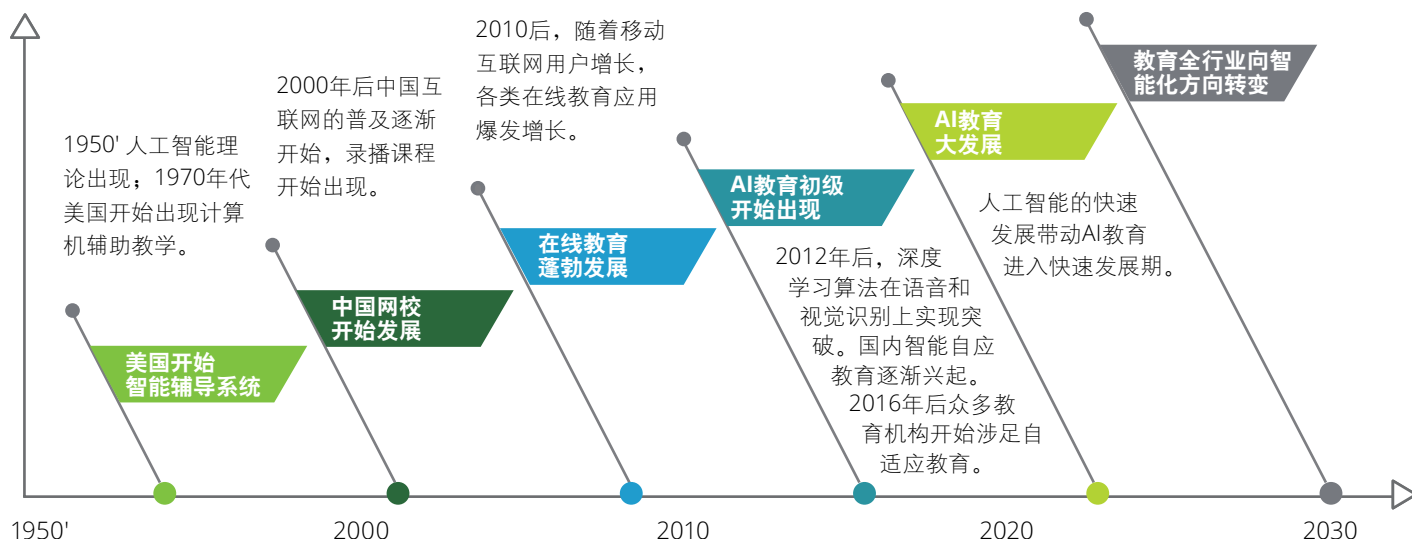 1950' 人工智能理
论出现；1970年代
美国开始出现计算
机辅助教学。
美国开始
智能辅导系统
2000年后中国互
联网的普及逐渐
开始，录播课程
开始出现。
中国网校
开始发展
2010后，随着移动
互联网用户增长，
各类在线教育应用
爆发增长。
在线教育
蓬勃发展
AI教育初级
开始出现
2012年后，深度
学习算法在语音和
视觉识别上实现突
破。国内智能自应
教育逐渐兴起。
2016年后众多教
育机构开始涉足自
适应教育。
AI教育
大发展
人工智能的快速
发展带动AI教育
进入快速发展期。
教育全行业向智
能化方向转变
1950'
2000
2010
2020
2030